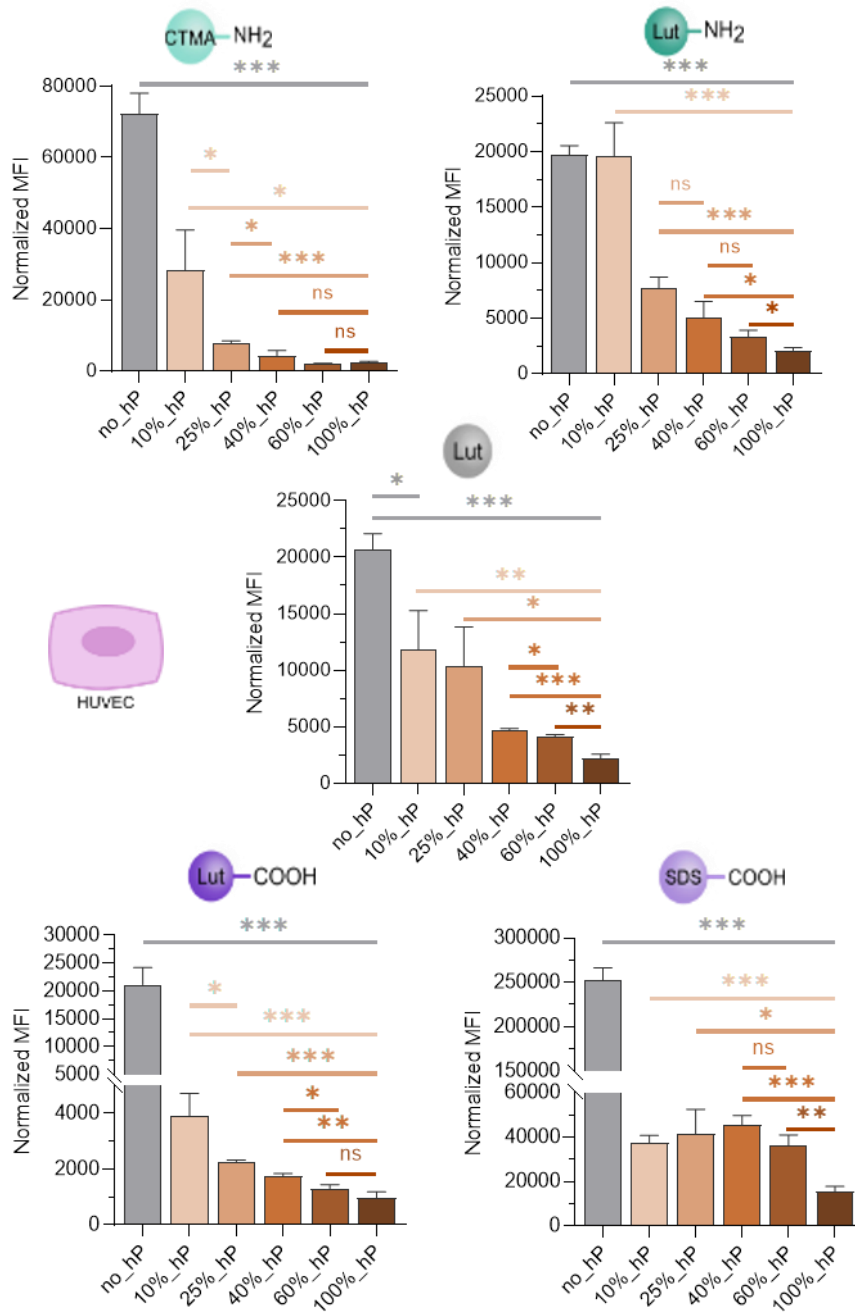 CTMA NH2
***
80000
60000
40000
20000
0
Normalized MFI
*
*
*
***
ns
ns
no_hP
10%_hP
25%_hP
40%_hP
60%_hP
100%_hP
Lut NH2
***
***
25000
20000
15000
10000
5000
0
Normalized MFI
ns
***
ns
*
*
no_hP
10%_hP
25%_hP
40%_hP
60%_hP
100%_hP
Lut
*
***
25000
20000
15000
10000
5000
0
Normalized MFI
**
*
*
***
**
no_hP
10%_hP
25%_hP
40%_hP
60%_hP
100%_hP
HUVEC
Lut COOH
***
30000
25000
20000
15000
10000
5000
4000
2000
0
Normalized MFI
*
***
***
*
**
ns
no_hP
10%_hP
25%_hP
40%_hP
60%_hP
100%_hP
SDS COOH
***
300000
250000
200000
150000
60000
40000
20000
0
Normalized MFI
***
*
ns
***
**
no_hP
10%_hP
25%_hP
40%_hP
60%_hP
100%_hP